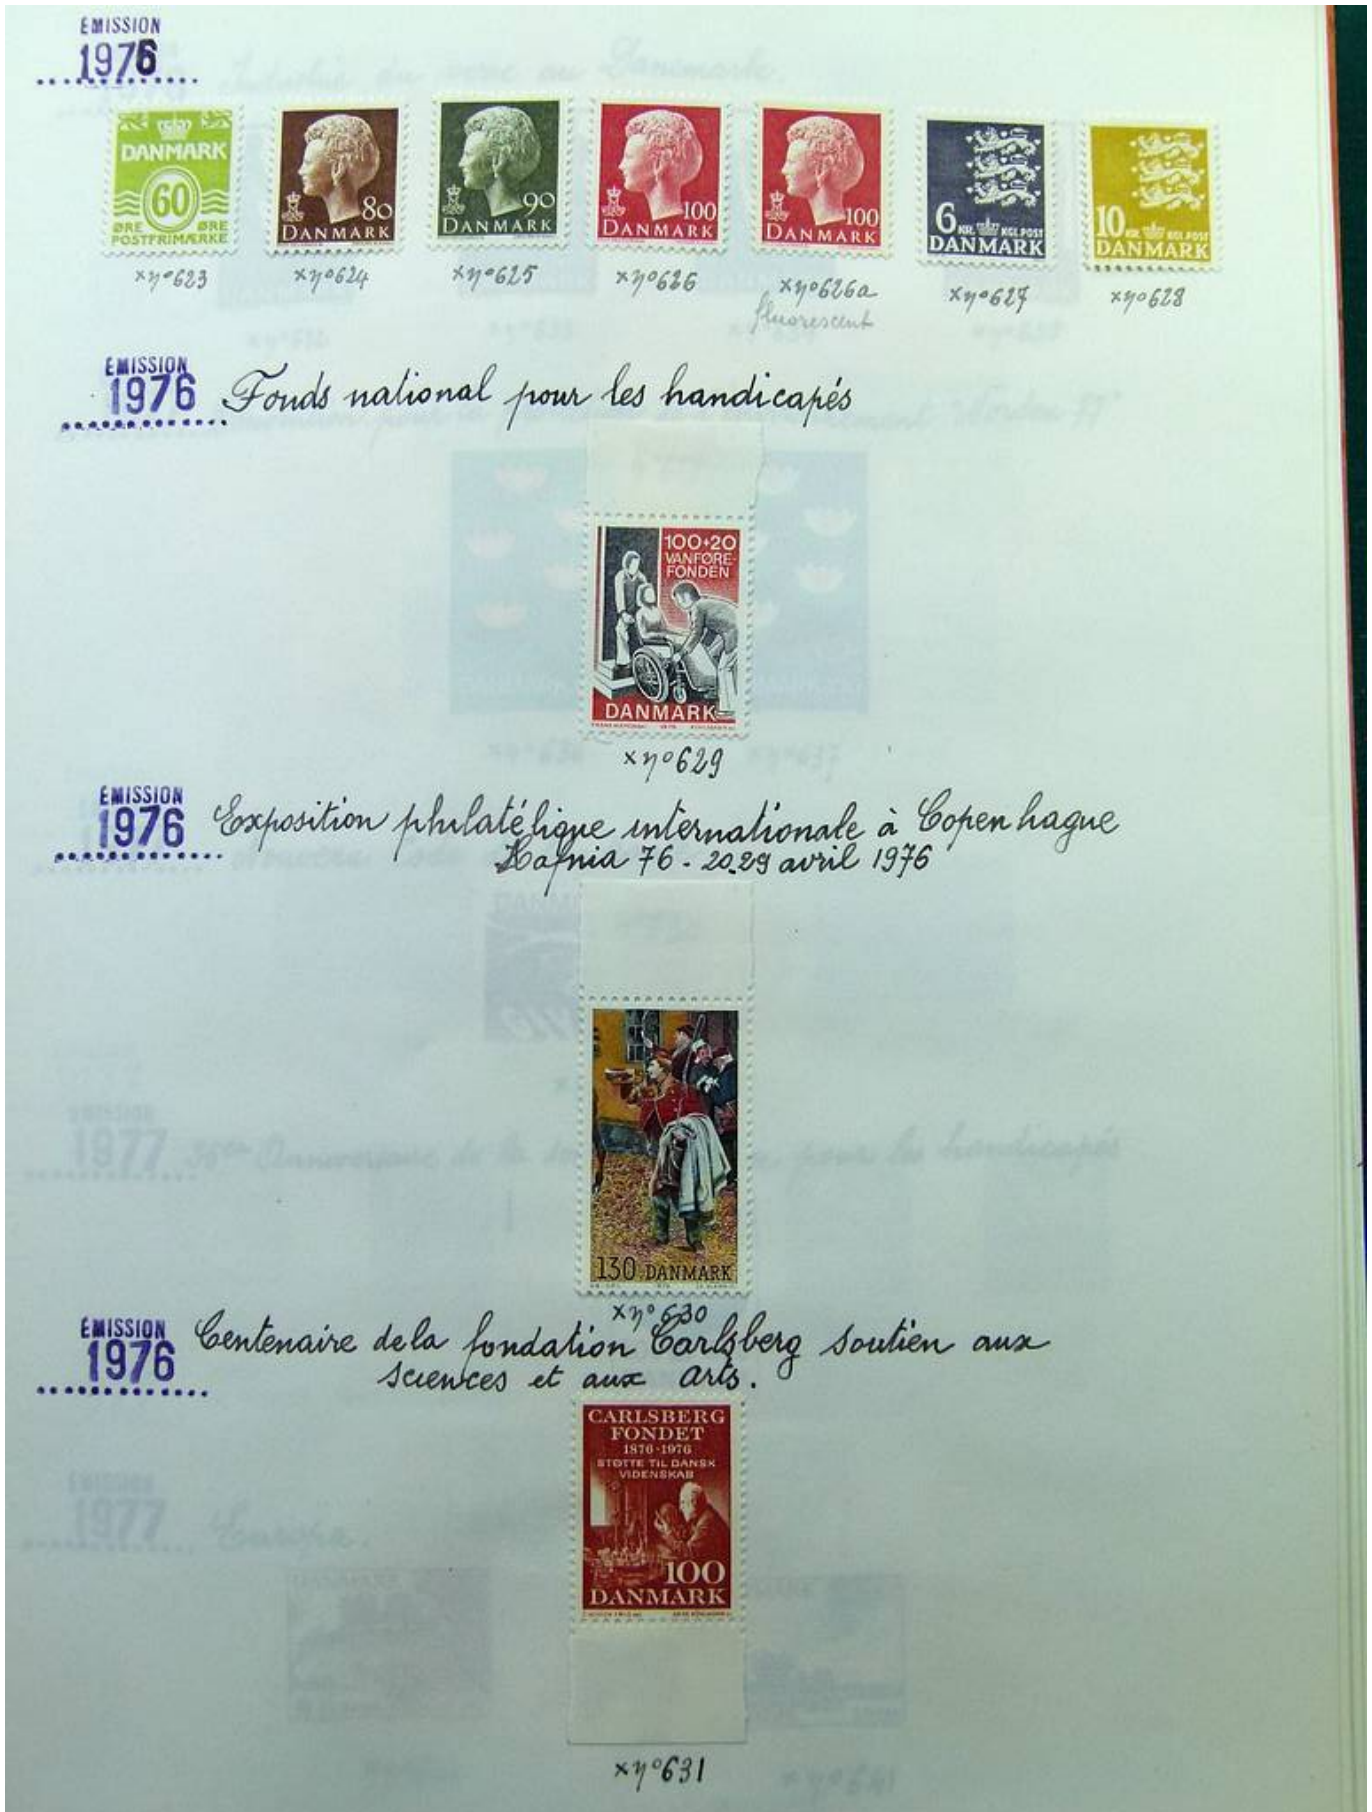 ÉMISSION
1976
DANMARK
60
ØRE ØRE
POSTFRIMÆRKE
80
DANMARK
90
DANMARK
100
DANMARK
100
DANMARK
6 KR. KGL.POST
DANMARK
10 KR. KGL.POST
DANMARK
x n° 623
x n° 624
x n° 625
x n° 626
x n° 626a
fluorescent
x n° 627
x n° 628
ÉMISSION
1976 Fonds national pour les handicapés
100+20
VANFØRE-
FONDEN
DANMARK
x n° 629
ÉMISSION
1976 Exposition philatélique internationale à Copenhague
Hafnia 76 - 20.29 avril 1976
130 DANMARK
x n° 630
ÉMISSION
1976 Centenaire de la fondation Carlsberg soutien aux
sciences et aux arts.
CARLSBERG
FONDET
1876-1976
STØTTE TIL DANSK
VIDENSKAB
100
DANMARK
x n° 631